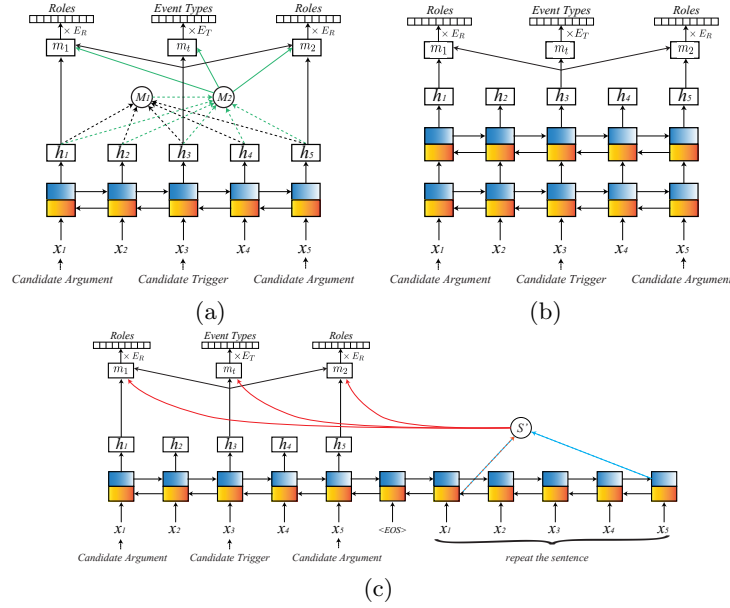 Roles Event Types Roles
× E_R × E_T × E_R
m_1 m_t m_2
M_1 M_2
h_1 h_2 h_3 h_4 h_5
x_1 x_2 x_3 x_4 x_5
Candidate Argument Candidate Trigger Candidate Argument
(a)
Roles Event Types Roles
× E_R × E_T × E_R
m_1 m_t m_2
h_1 h_2 h_3 h_4 h_5
x_1 x_2 x_3 x_4 x_5
Candidate Argument Candidate Trigger Candidate Argument
(b)
Roles Event Types Roles
× E_R × E_T × E_R
m_1 m_t m_2
S'
h_1 h_2 h_3 h_4 h_5
x_1 x_2 x_3 x_4 x_5 <EOS> x_1 x_2 x_3 x_4 x_5
Candidate Argument Candidate Trigger Candidate Argument repeat the sentence
(c)